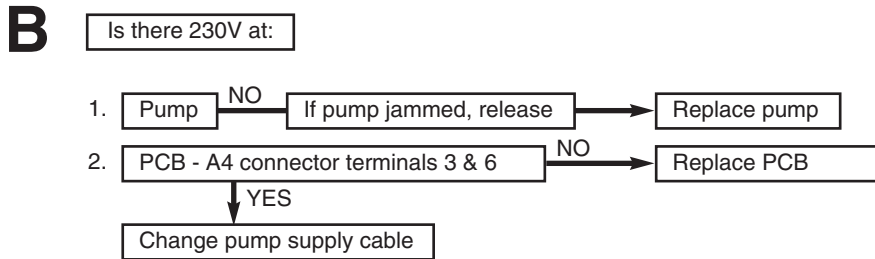 B
Is there 230V at:
1. Pump NO If pump jammed, release Replace pump
2. PCB - A4 connector terminals 3 & 6 NO Replace PCB
YES
Change pump supply cable